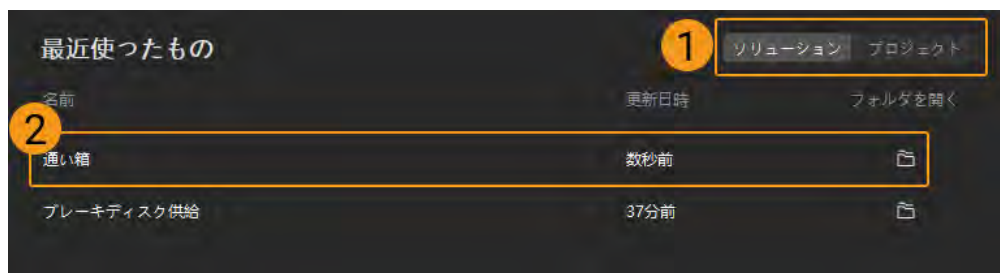 最近使ったもの
1
ソリューション プロジェクト
名前 更新日時 フォルダを開く
2
通い箱 数秒前
ブレーキディスク供給 37分前